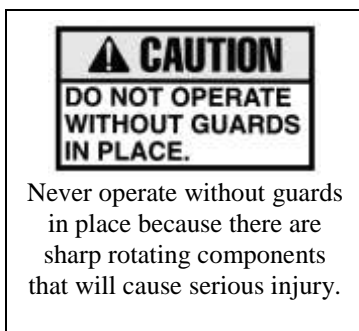 CAUTION
DO NOT OPERATE
WITHOUT GUARDS
IN PLACE.
Never operate without guards
in place because there are
sharp rotating components
that will cause serious injury.